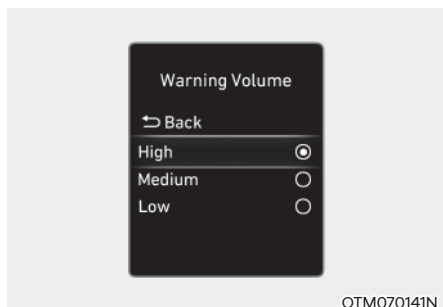 Warning Volume
Back
High
Medium
Low
OTM070141N